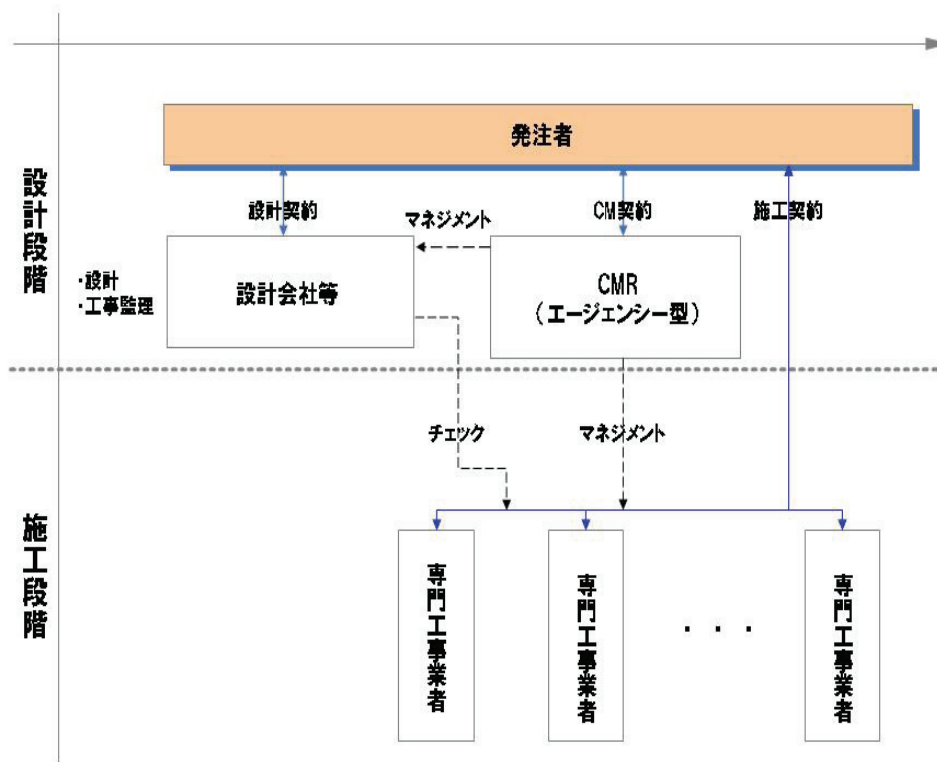 発注者
設計段階
設計契約
マネジメント
CM契約
施工契約
・設計
・工事監理
設計会社等
CMR
（エージェンシー型）
チェック
マネジメント
施工段階
専門工事業者
専門工事業者
・・・
専門工事業者